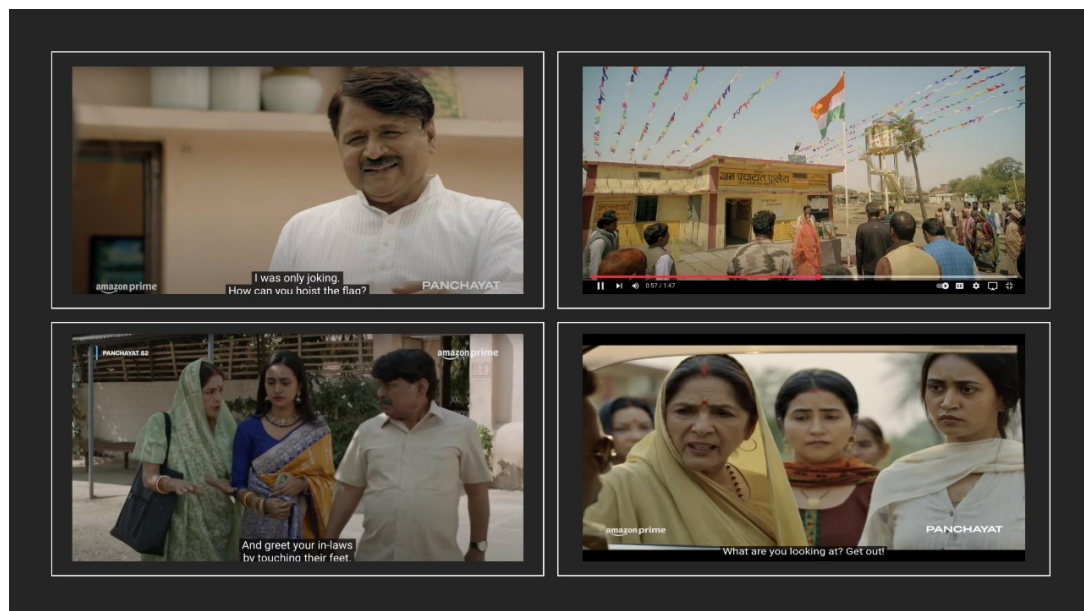 I was only joking.
How can you hoist the flag?
amazon prime
PANCHAYAT
ग्राम पंचायत फुलेरा
0:57 / 1:47
PANCHAYAT S2
amazon prime
And greet your in-laws
by touching their feet.
amazon prime
PANCHAYAT
What are you looking at? Get out!